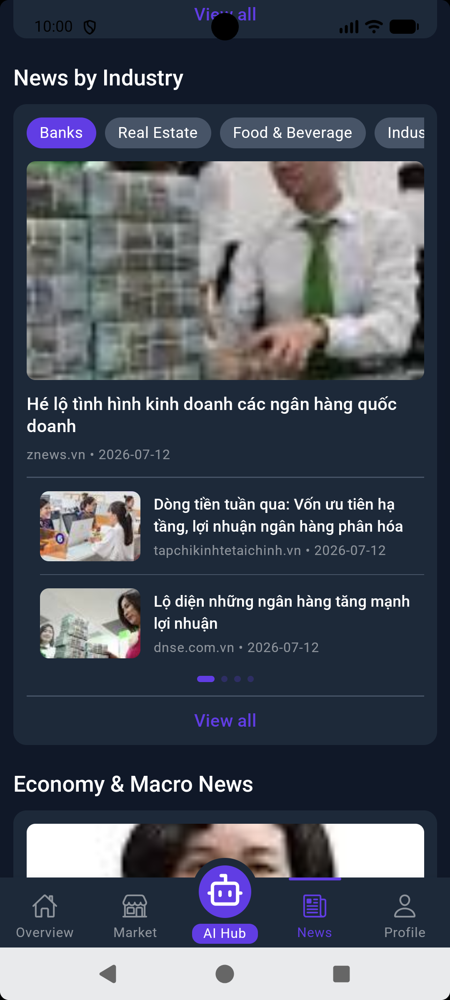 View all
10:00
News by Industry
Banks
Real Estate
Food & Beverage
Indus
Hé lộ tình hình kinh doanh các ngân hàng quốc
doanh
znews.vn • 2026-07-12
Dòng tiền tuần qua: Vốn ưu tiên hạ
tầng, lợi nhuận ngân hàng phân hóa
tapchikinhtetaichinh.vn • 2026-07-12
Lộ diện những ngân hàng tăng mạnh
lợi nhuận
dnse.com.vn • 2026-07-12
View all
Economy & Macro News
Overview
Market
AI Hub
News
Profile